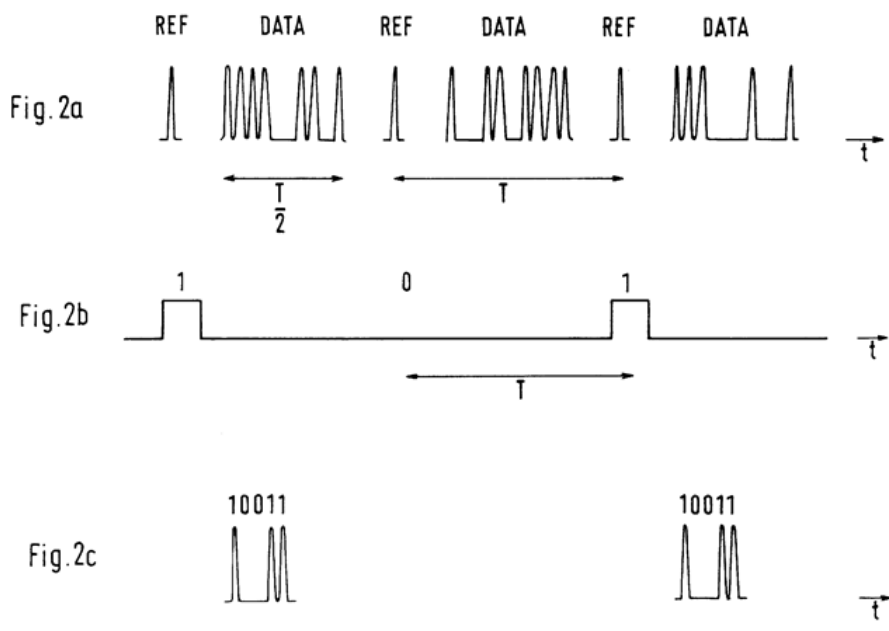 REF DATA REF DATA REF DATA
Fig.2a
t
T
2
T
1 0 1
Fig.2b
t
T
10011 10011
Fig.2c
t